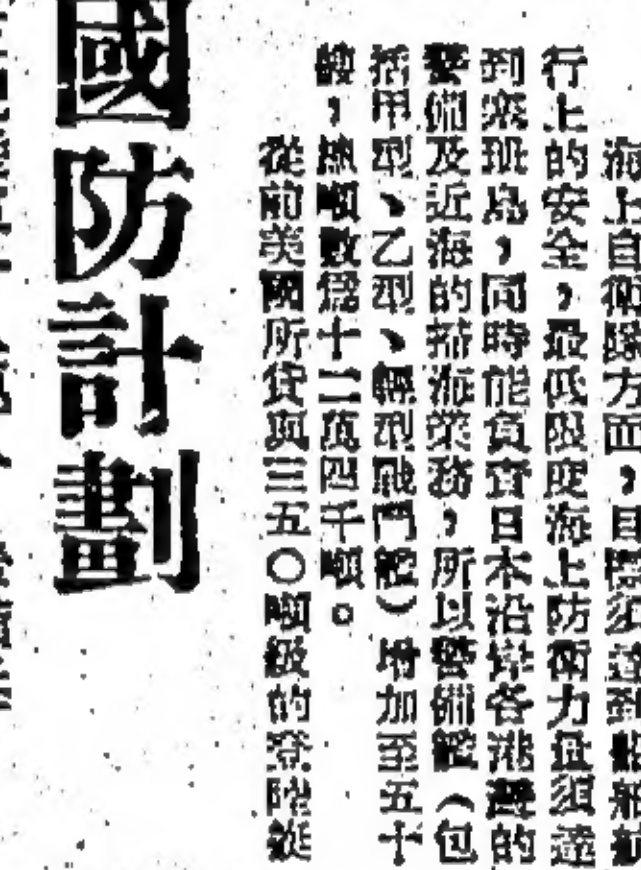 海上自衛隊方面，目標須達到船舶航
行上的安全，最低限度海上防衛力量須達
到宗班島，同時能負責日本沿岸各港灣的
警備及近海的掃海業務，所以警備艦（包
括甲型、乙型、輕型戰鬥艦）增加至五十
艘，總噸數爲十二萬四千噸。
從前美國所貸與三五〇噸級的登陸艇
國防計劃